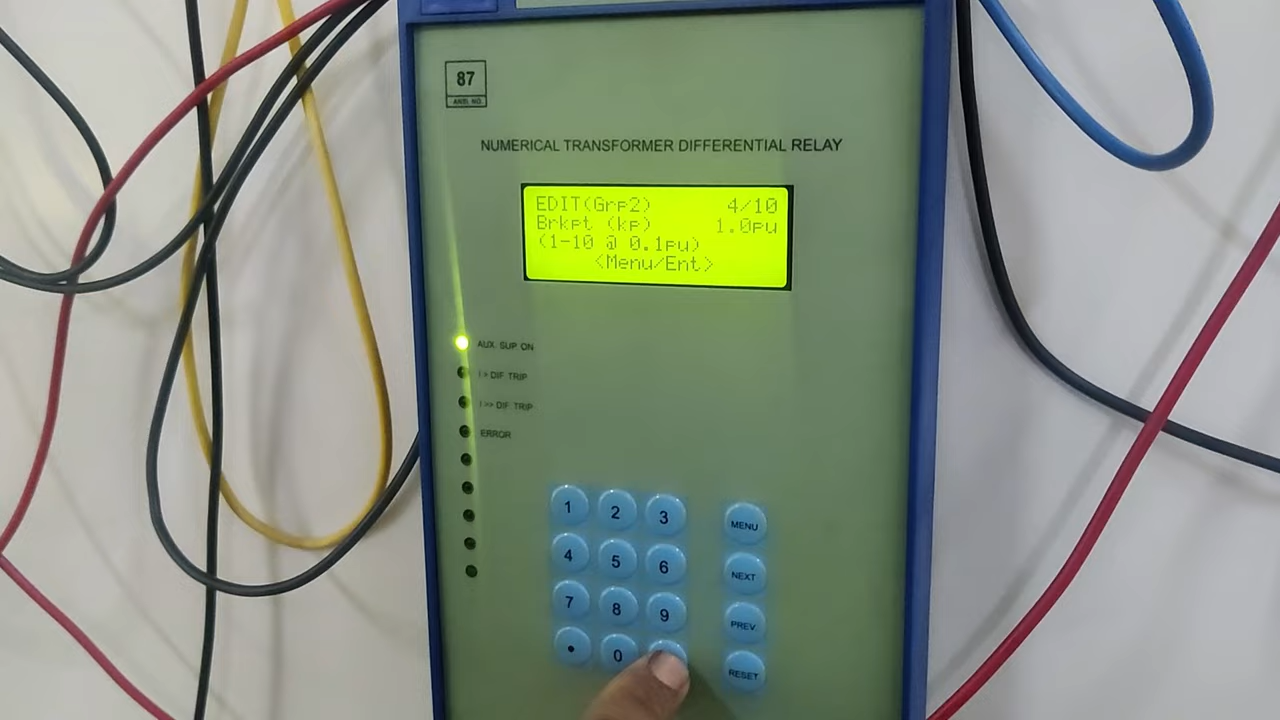 87
ANSI NO.
NUMERICAL TRANSFORMER DIFFERENTIAL RELAY
EDIT(Grp2) 4/10
Brkpt (kp) 1.0pu
(1-10 @ 0.1pu)
<Menu/Ent>
AUX SUP ON
I > DIF TRIP
I >> DIF TRIP
ERROR
1 2 3 MENU
4 5 6 NEXT
7 8 9 PREV
• 0 RESET